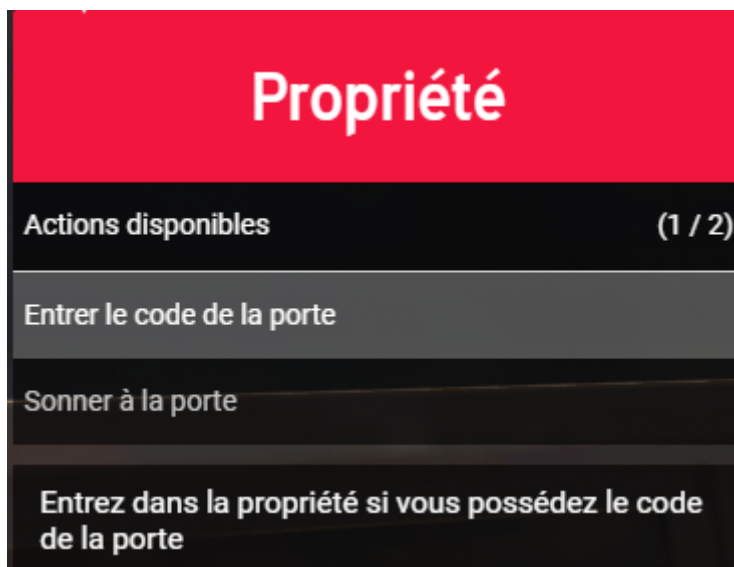 Propriété
Actions disponibles (1 / 2)
Entrer le code de la porte
Sonner à la porte
Entrez dans la propriété si vous possédez le code
de la porte